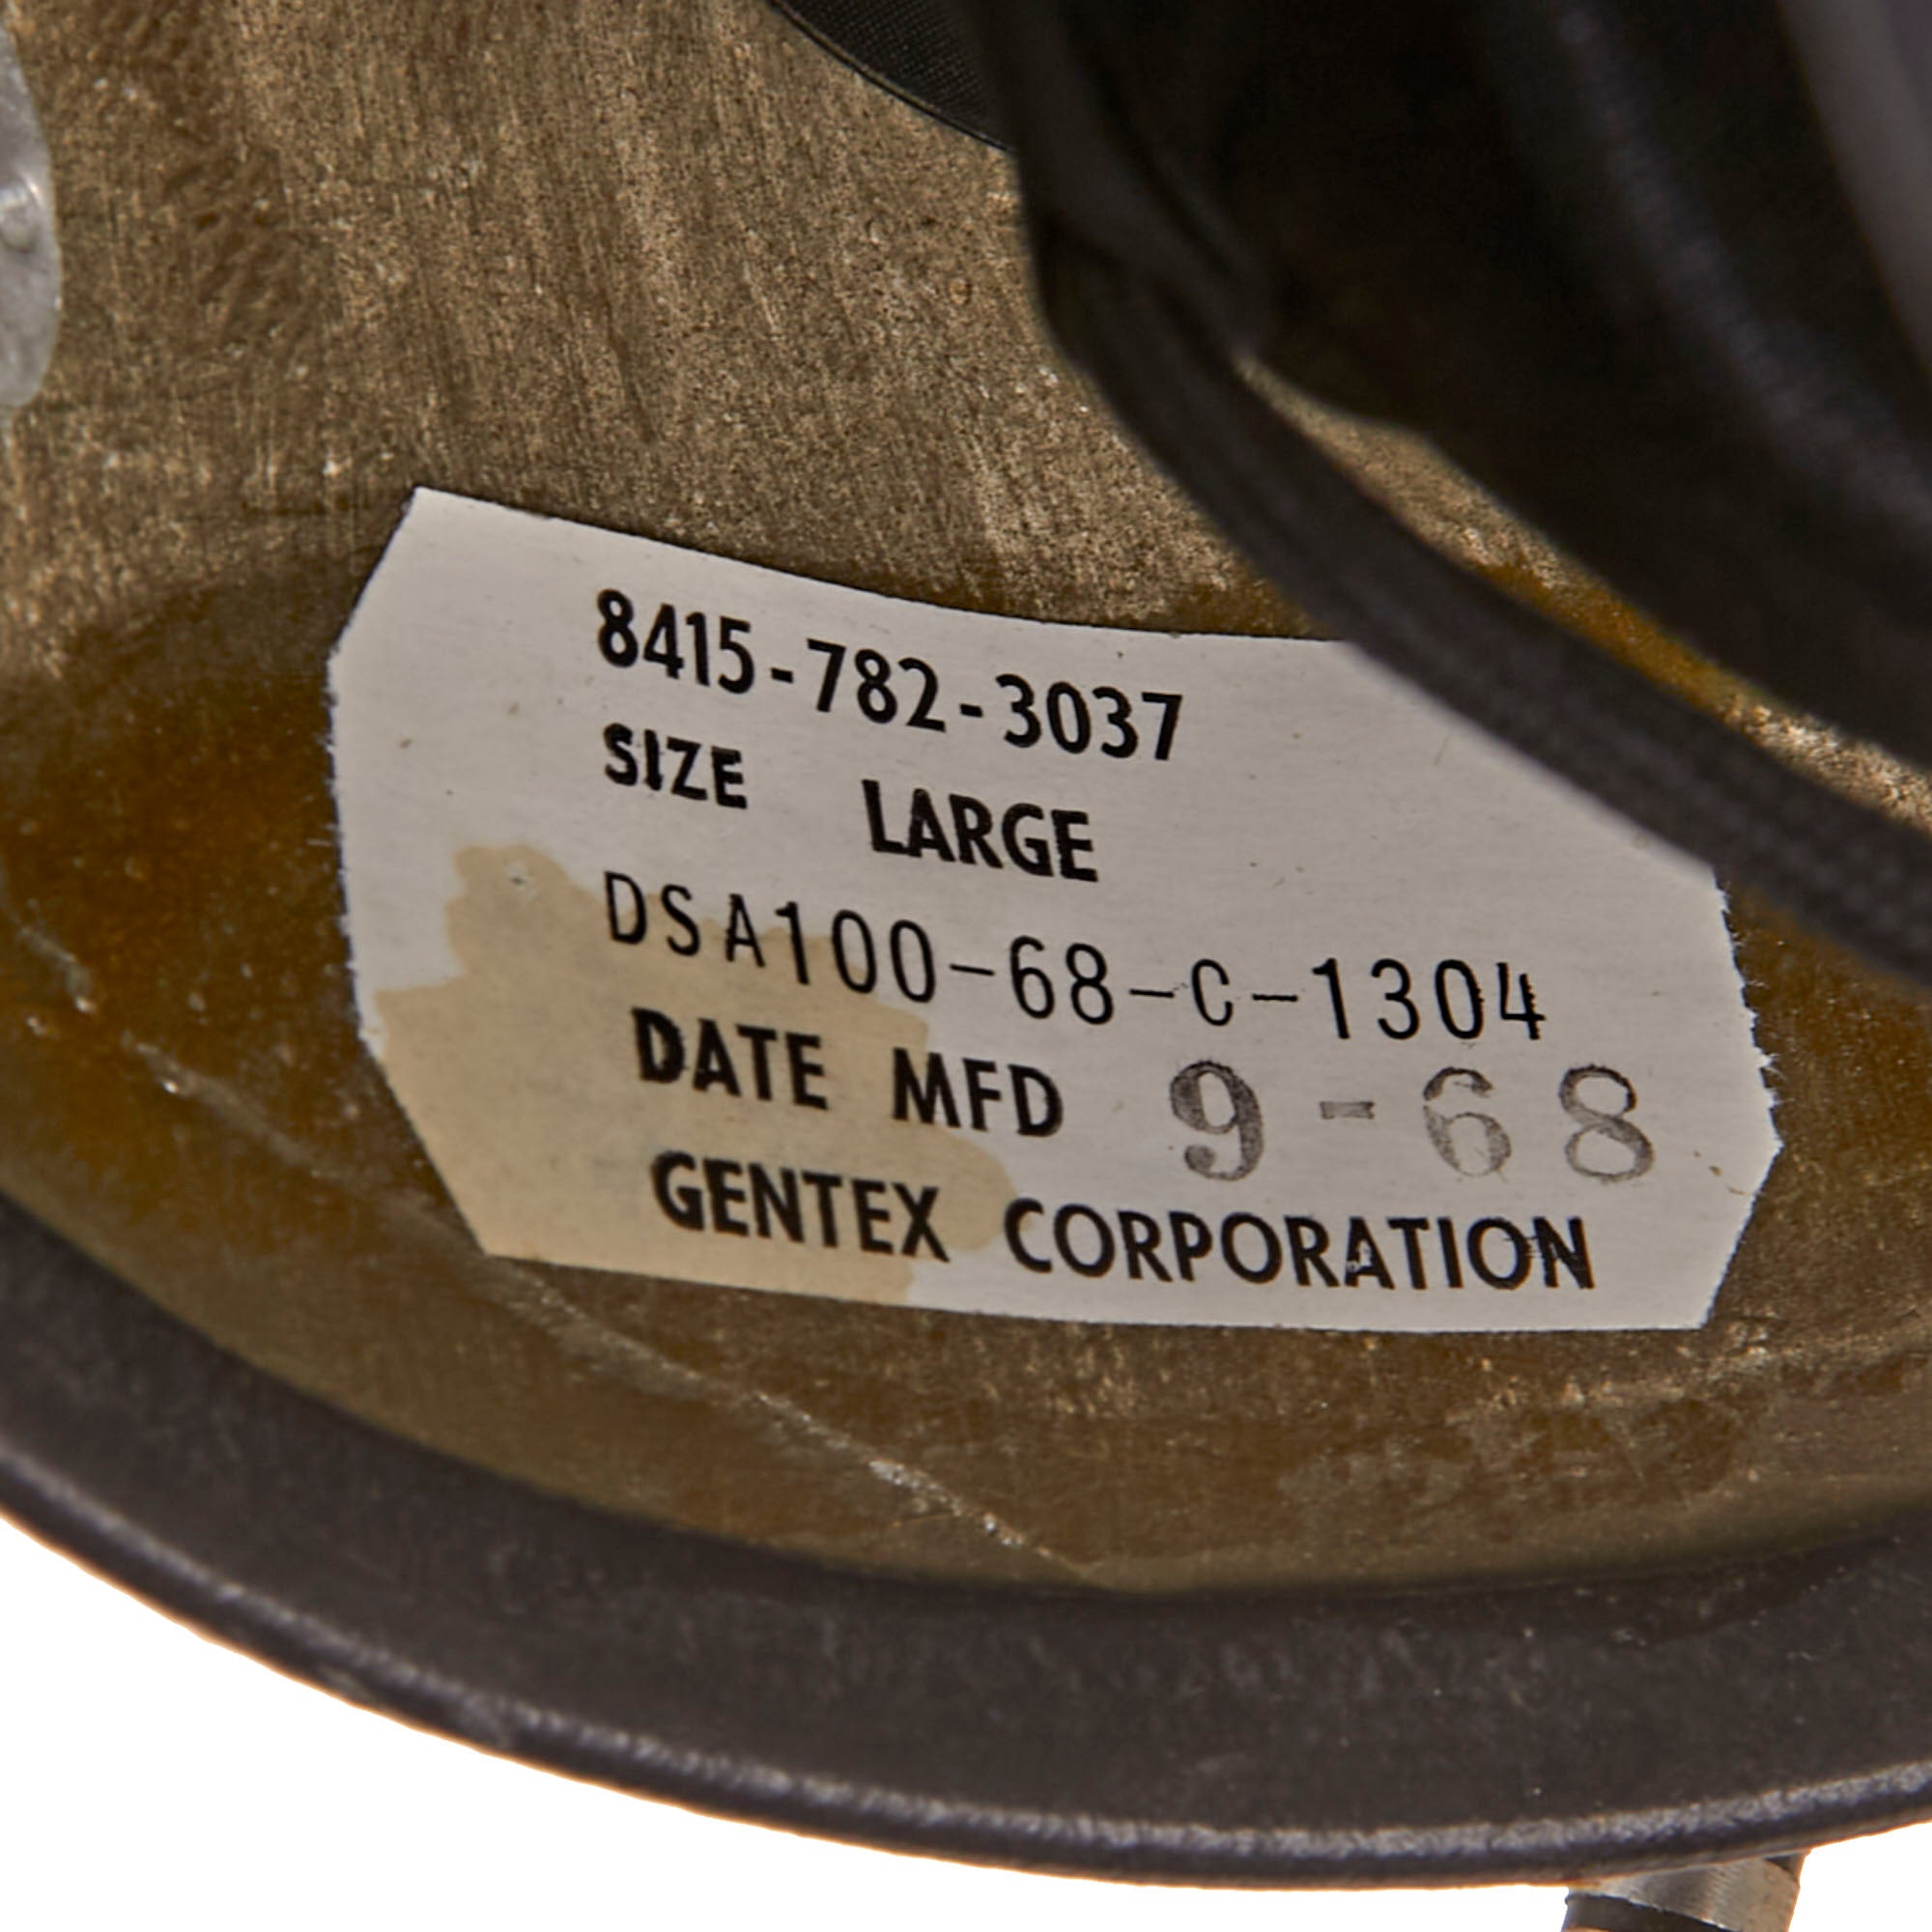 8415-782-3037
SIZE LARGE
DSA100-68-C-1304
DATE MFD 9-68
GENTEX CORPORATION